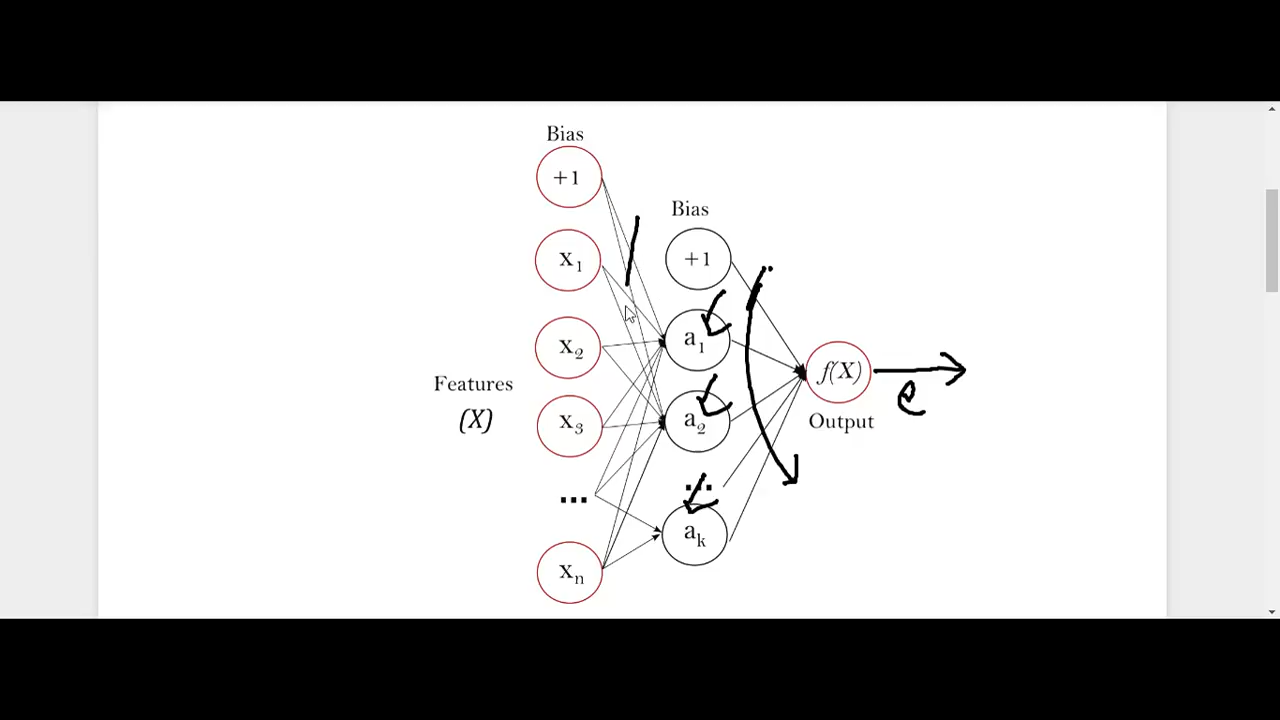 Bias
+1
Bias
x₁
+1
a₁
x₂
f(X)
Features
(X)
e
x₃
a₂
Output
...
...
aₖ
xₙ